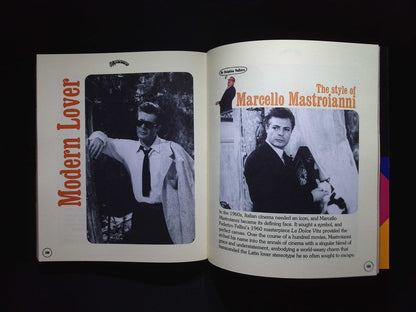 Modern Lover
The style of
Marcello Mastroianni
In the 1960s, Italian cinema needed an icon, and Marcello
Mastroianni became its defining face. It sought a symbol, and
Federico Fellini's 1960 masterpiece La Dolce Vita provided the
perfect canvas. Over the course of a hundred movies, Mastroianni
etched his name into the annals of cinema with a singular blend of
grace and understatement, embodying a world-weary charm that
transcended the Latin lover stereotype he so often sought to escape.